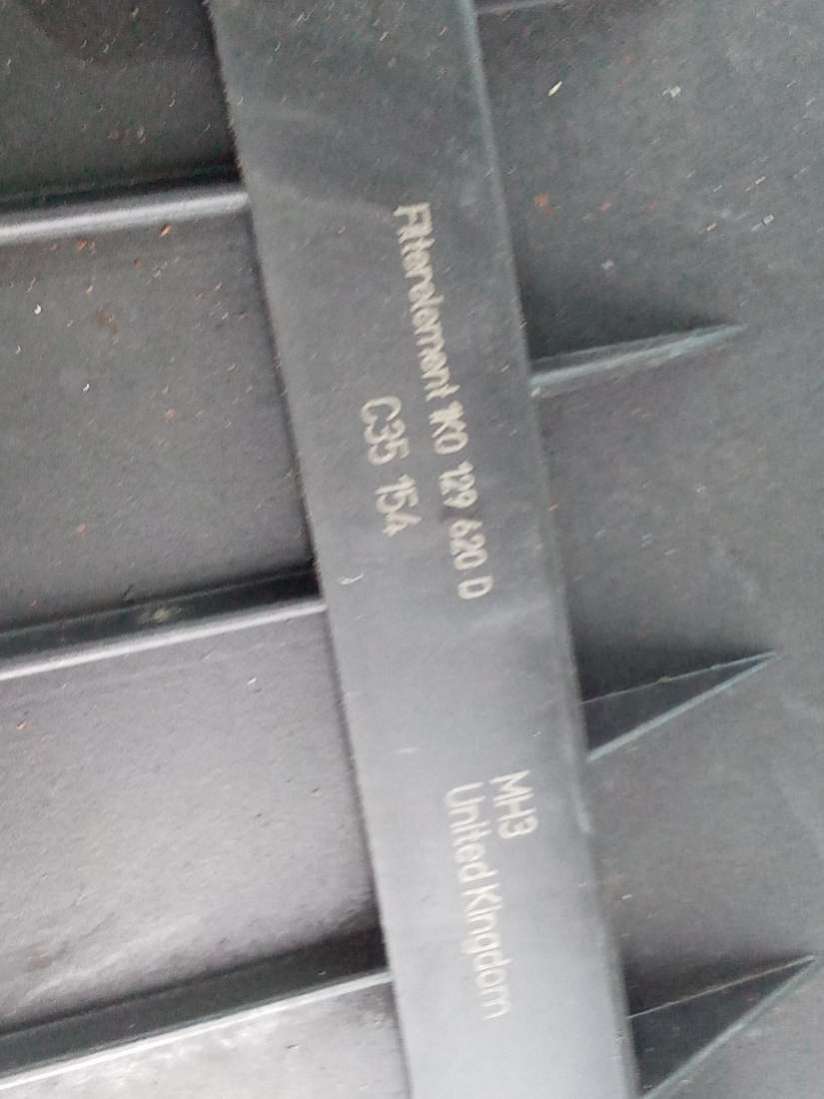 Filterelement 1K0 129 620 D
C35 154
MH3
United Kingdom